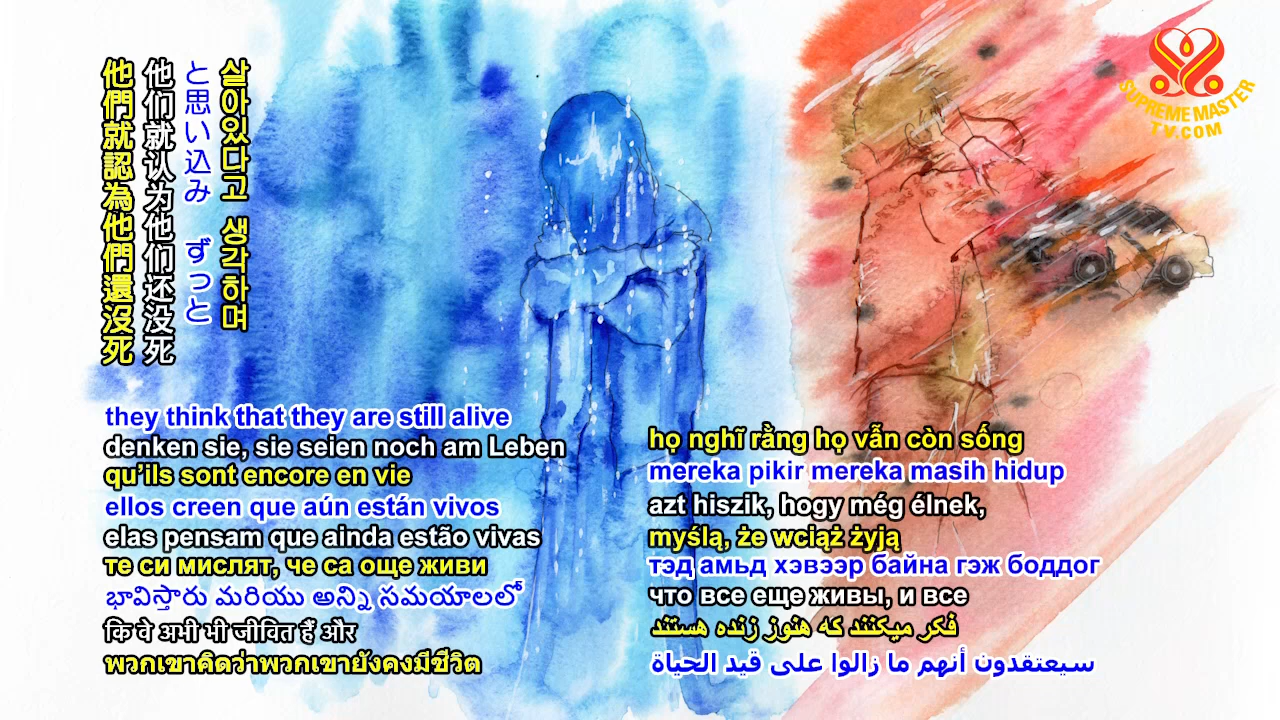 他們就認為他們還沒死
他们就认为他们还没死
と思い込み ずっと
살아있다고 생각하며
SUPREME MASTER
TV.COM
they think that they are still alive
denken sie, sie seien noch am Leben
qu’ils sont encore en vie
ellos creen que aún están vivos
elas pensam que ainda estão vivas
те си мислят, че са още живи
భావిస్తారు మరియు అన్ని సమయాలలో
कि वे अभी भी जीवित हैं और
พวกเขาคิดว่าพวกเขายังคงมีชีวิต
họ nghĩ rằng họ vẫn còn sống
mereka pikir mereka masih hidup
azt hiszik, hogy még élnek,
myślą, że wciąż żyją
тэд амьд хэвээр байна гэж боддог
что все еще живы, и все
فکر میکنند که هنوز زنده هستند
سيعتقدون أنهم ما زالوا على قيد الحياة